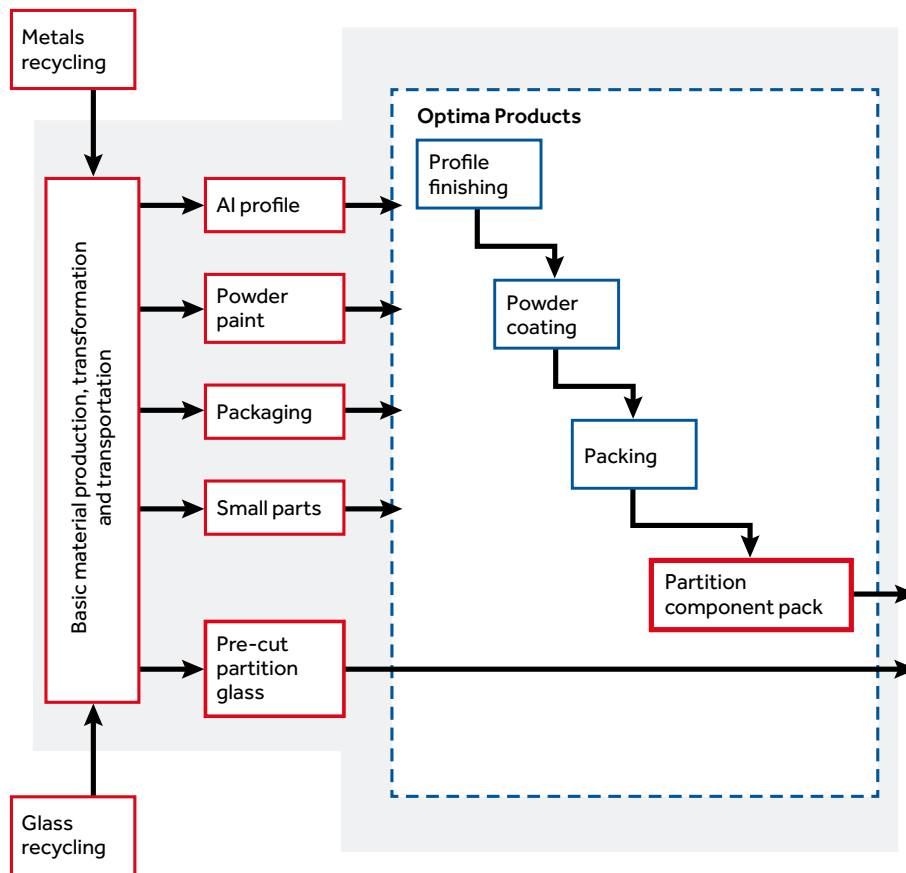 Metals
recycling
Optima Products
Profile
finishing
AI profile
Powder
paint
Powder
coating
Basic material production, transformation
and transportation
Packaging
Packing
Small parts
Partition
component pack
Pre-cut
partition
glass
Glass
recycling